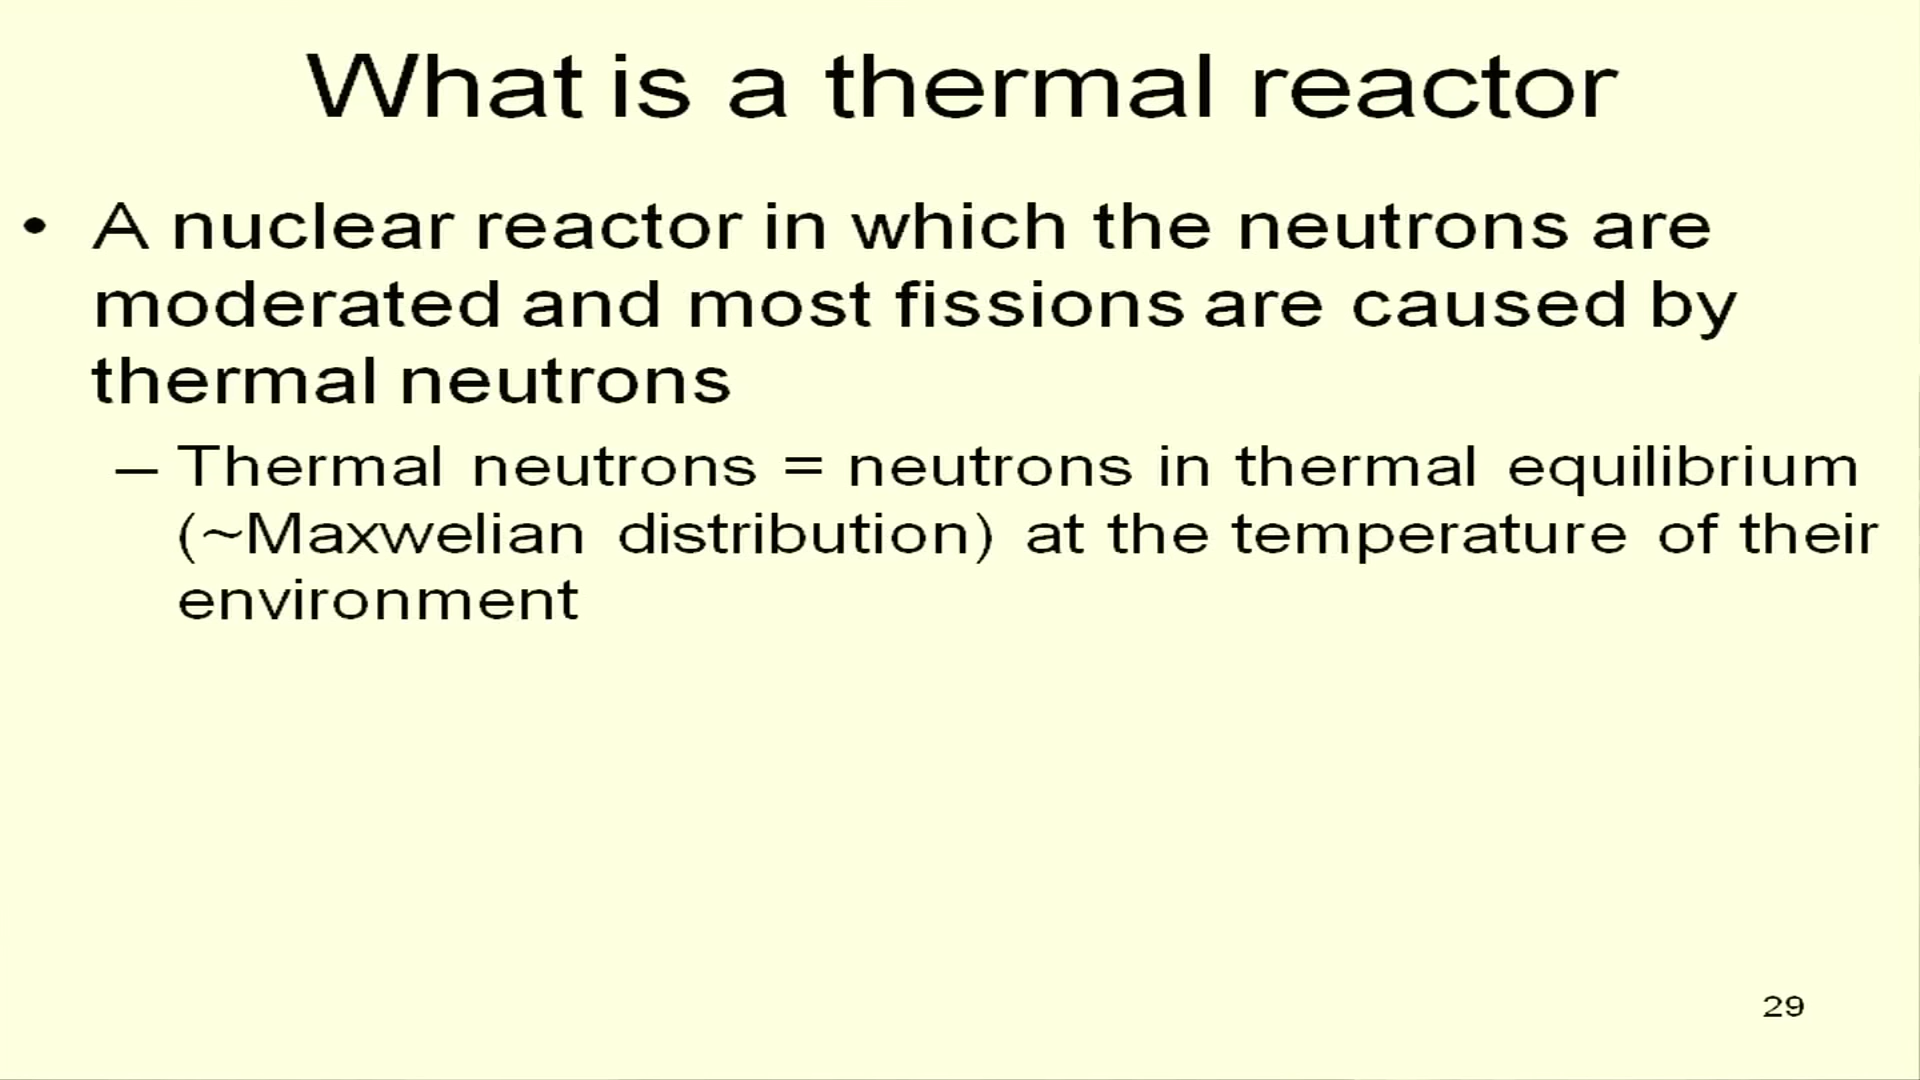 What is a thermal reactor
• A nuclear reactor in which the neutrons are
moderated and most fissions are caused by
thermal neutrons
– Thermal neutrons = neutrons in thermal equilibrium
(~Maxwelian distribution) at the temperature of their
environment
29